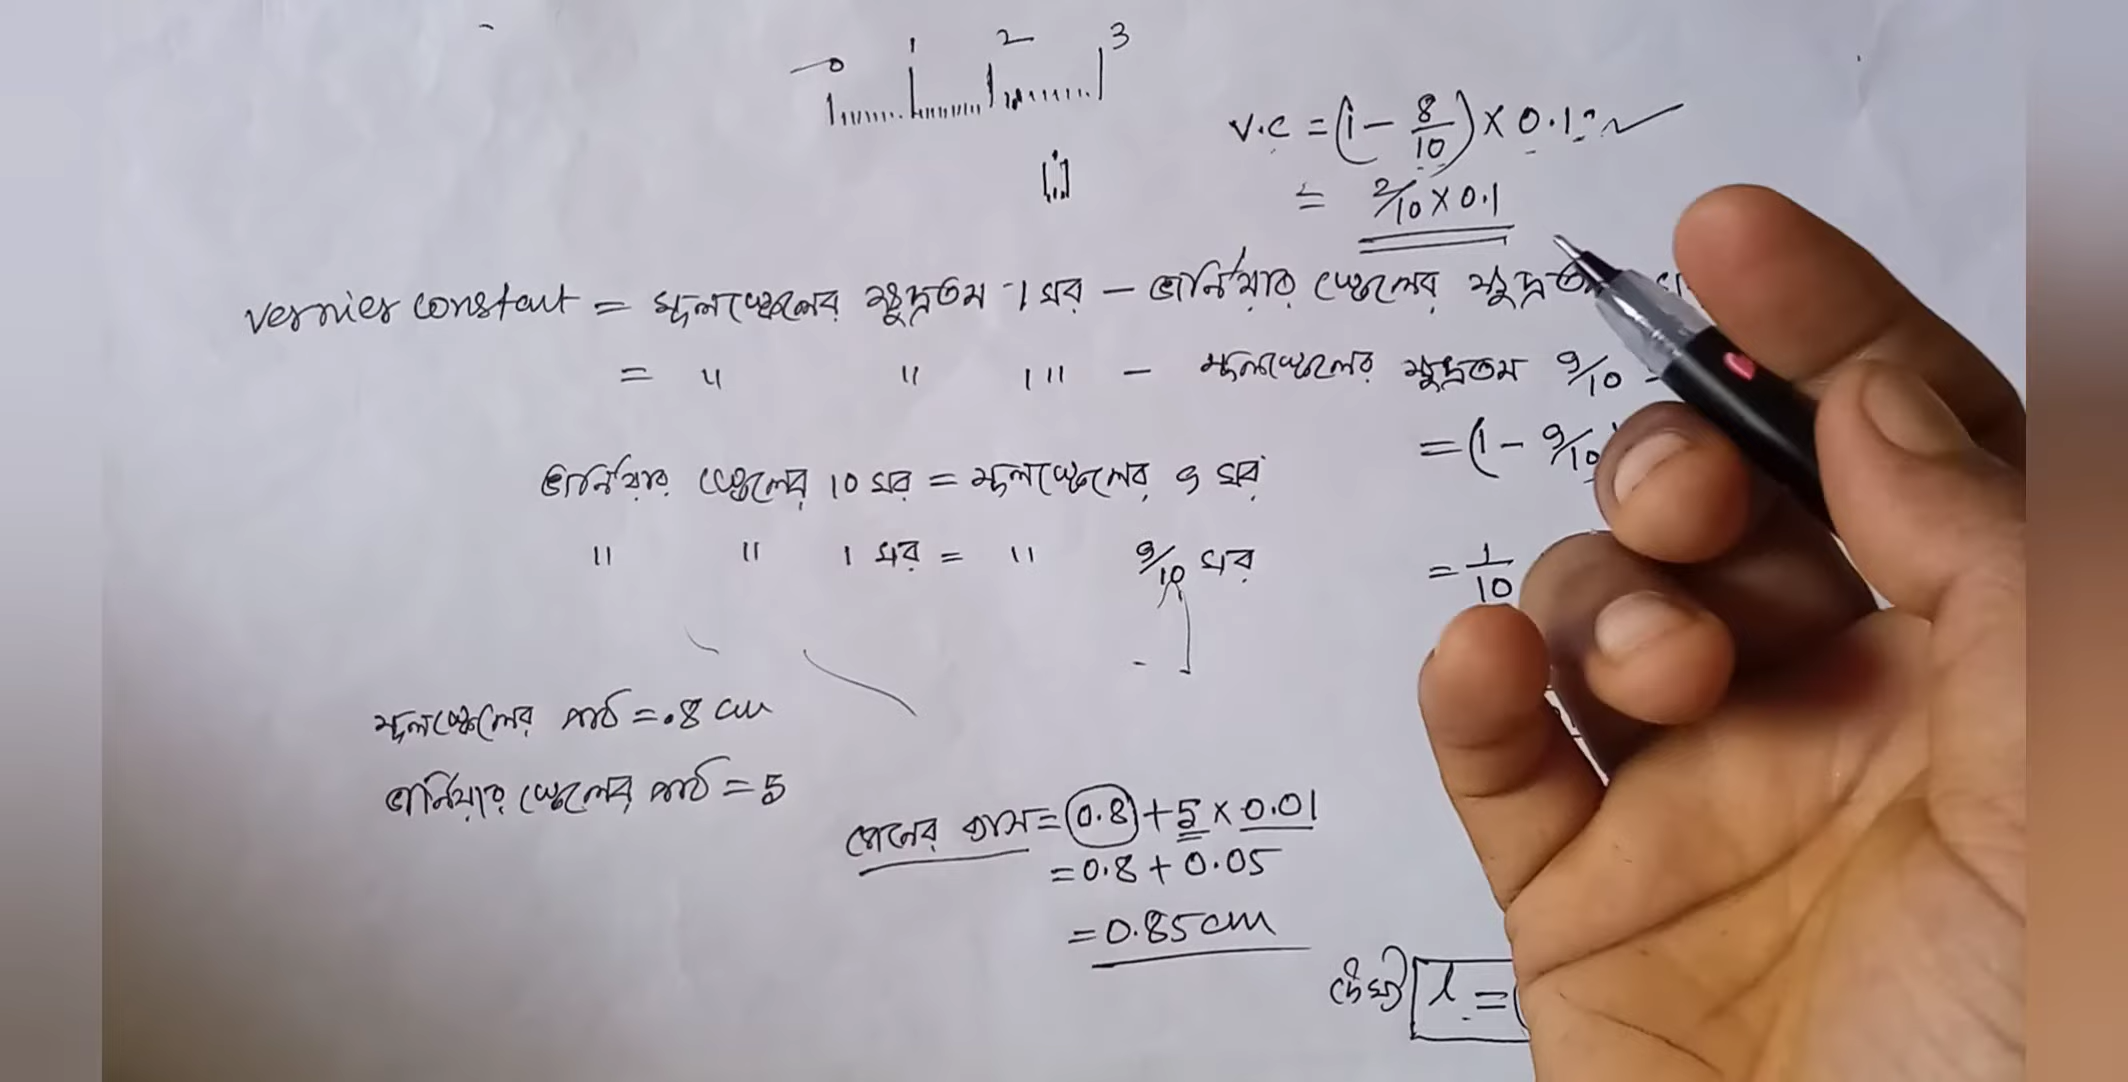 0 1 2 3
V.C = (1 - 8/10) × 0.1
= 2/10 × 0.1
vernier constant = মূলস্কেলের ক্ষুদ্রতম 1 ঘর - ভার্নিয়ার স্কেলের ক্ষুদ্রতম
= " " 1 " - মূলস্কেলের ক্ষুদ্রতম 9/10
= (1 - 9/10
ভার্নিয়ার স্কেলের 10 ঘর = মূলস্কেলের 9 ঘর
" " 1 ঘর = " 9/10 ঘর
= 1/10
মূলস্কেলের পাঠ = .8 cm
ভার্নিয়ার স্কেলের পাঠ = 5
পেনের ব্যাস = 0.8 + 5 × 0.01
= 0.8 + 0.05
= 0.85 cm
দৈর্ঘ্য l = (